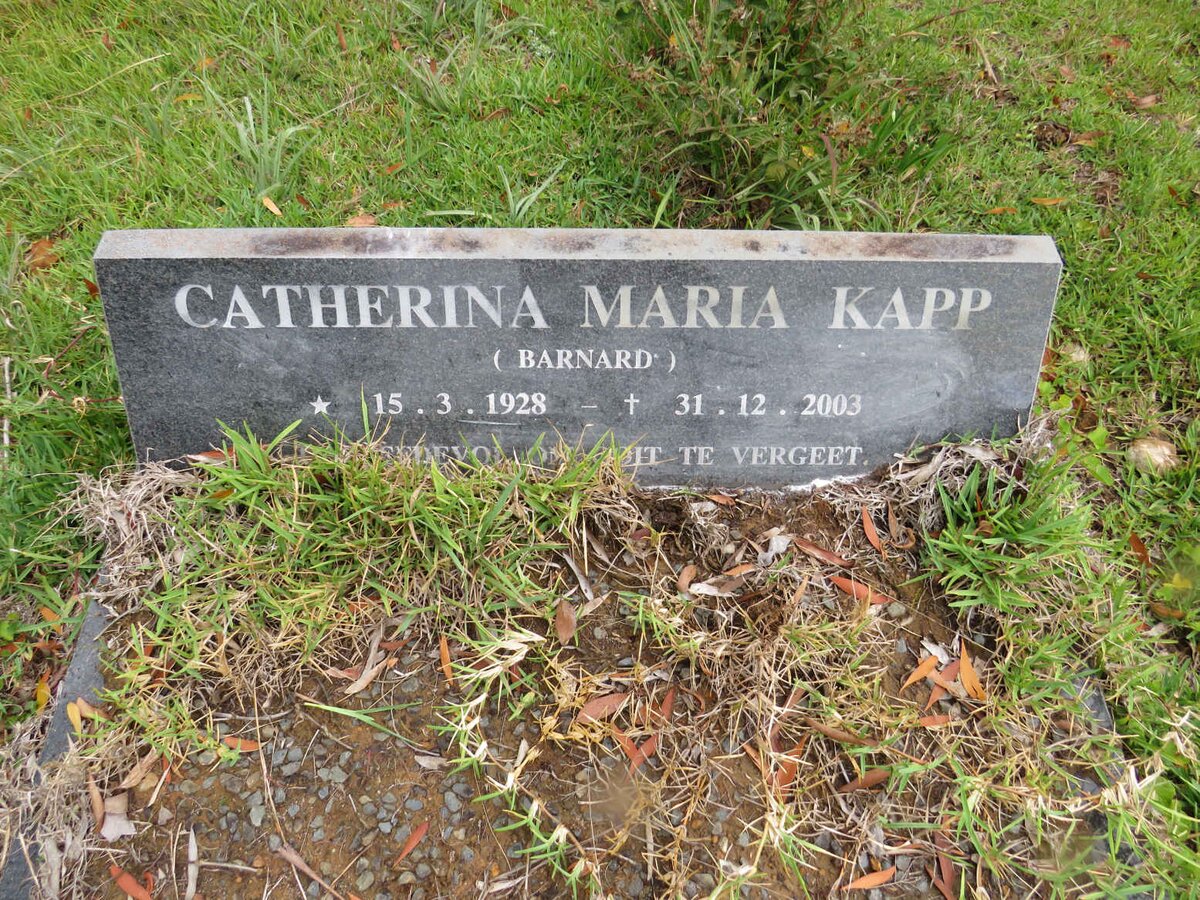 CATHERINA MARIA KAPP
( BARNARD )
★ 15 . 3 . 1928 – † 31 . 12 . 2003
TE VERGEET.